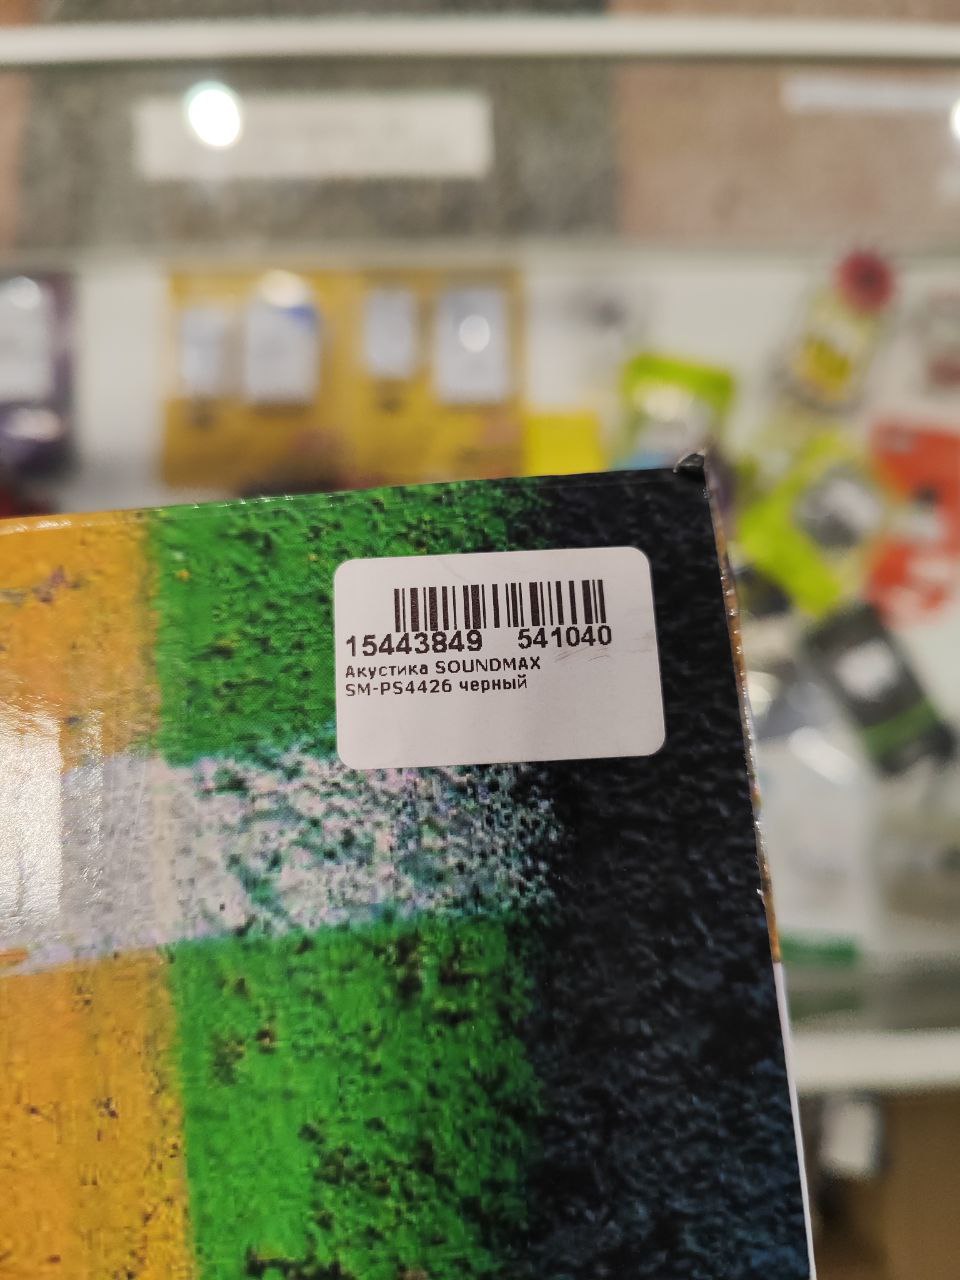 15443849 541040
Акустика SOUNDMAX
SM-PS4426 черный